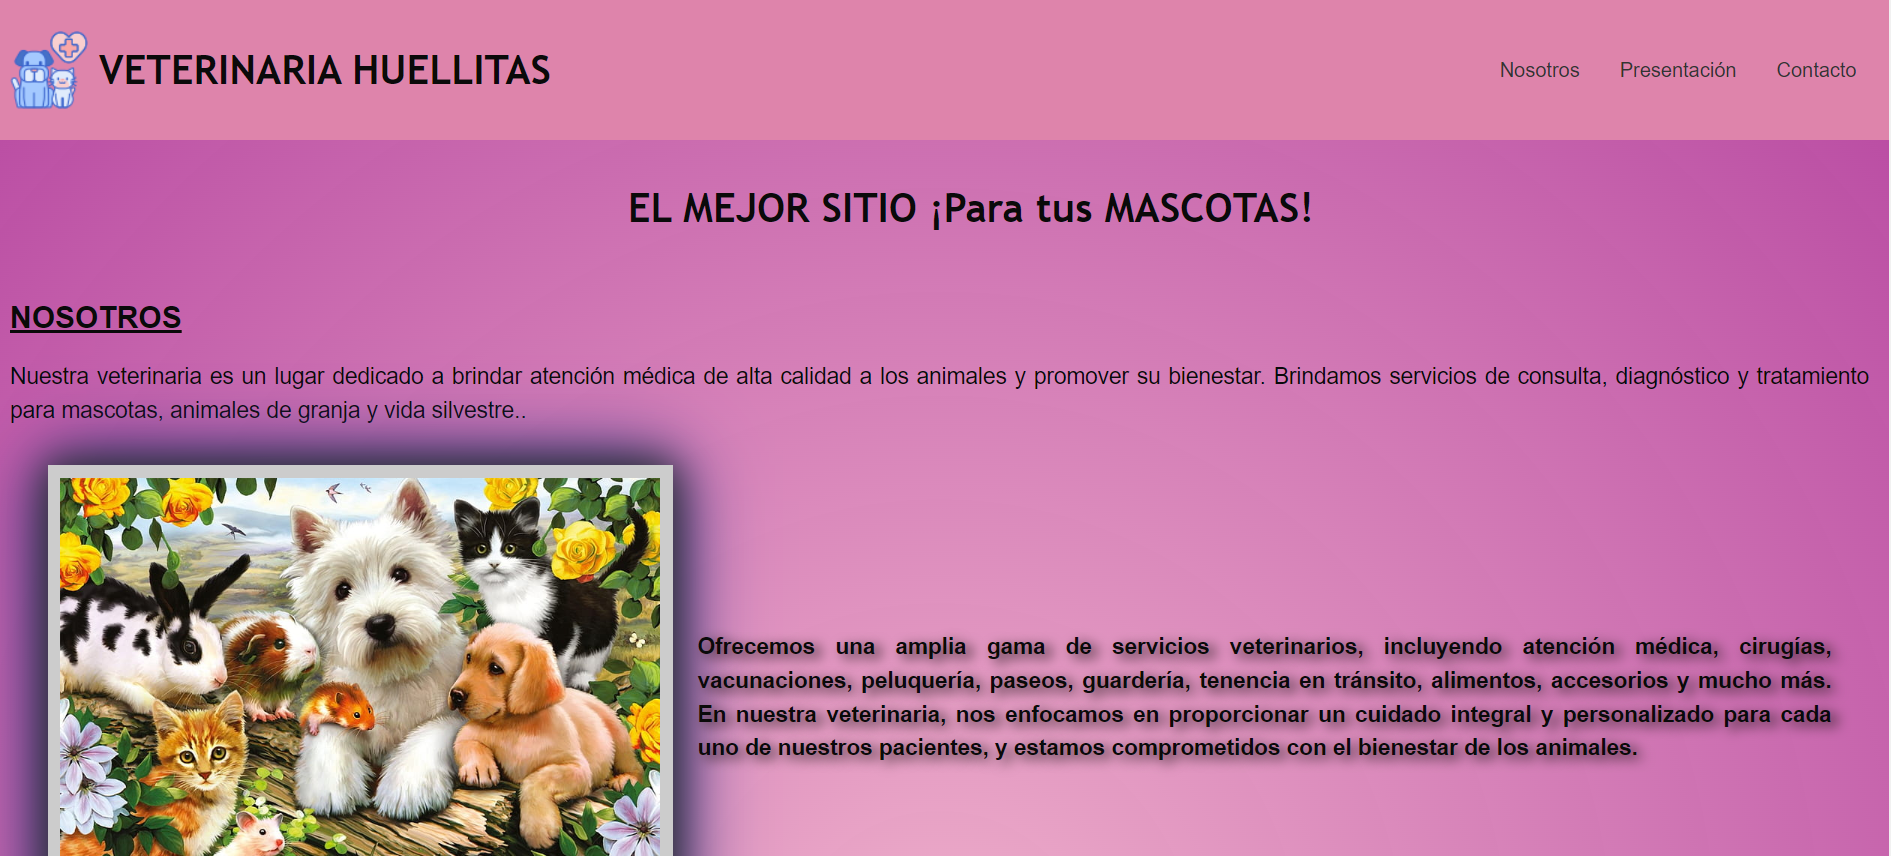 VETERINARIA HUELLITAS
Nosotros Presentación Contacto
EL MEJOR SITIO ¡Para tus MASCOTAS!
NOSOTROS
Nuestra veterinaria es un lugar dedicado a brindar atención médica de alta calidad a los animales y promover su bienestar. Brindamos servicios de consulta, diagnóstico y tratamiento
para mascotas, animales de granja y vida silvestre..
Ofrecemos una amplia gama de servicios veterinarios, incluyendo atención médica, cirugías,
vacunaciones, peluquería, paseos, guardería, tenencia en tránsito, alimentos, accesorios y mucho más.
En nuestra veterinaria, nos enfocamos en proporcionar un cuidado integral y personalizado para cada
uno de nuestros pacientes, y estamos comprometidos con el bienestar de los animales.